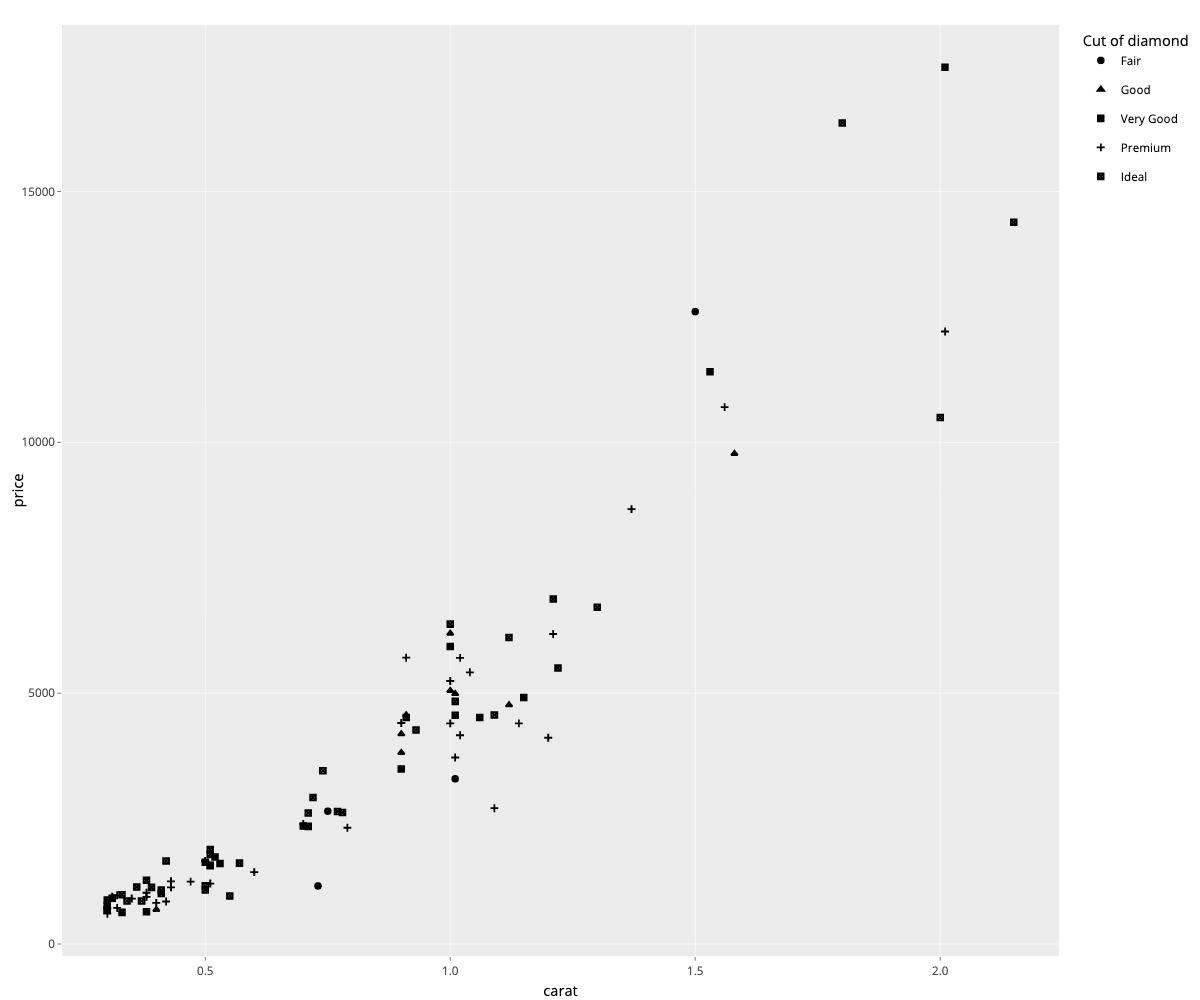 Cut of diamond
Fair
Good
Very Good
Premium
Ideal
15000
10000
5000
0
price
0.5 1.0 1.5 2.0
carat